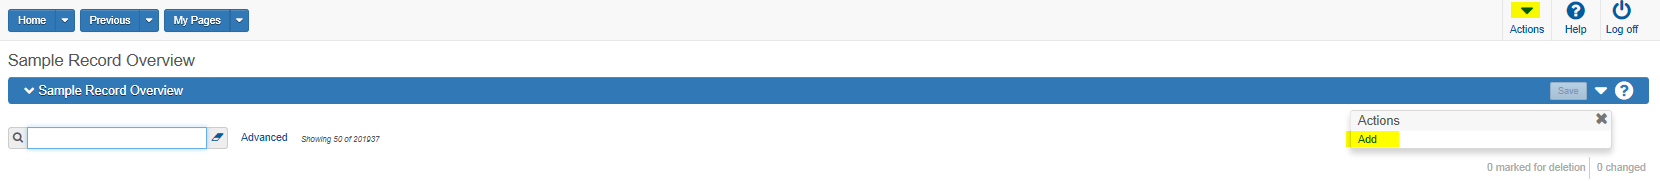 Home Previous My Pages Actions Help Log off
Sample Record Overview
Sample Record Overview Save ?
Advanced Showing 50 of 201937
Actions
Add
0 marked for deletion 0 changed